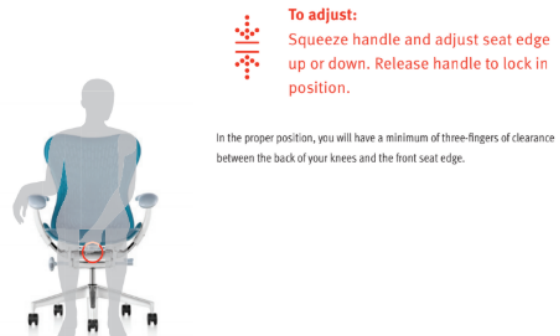 To adjust:
Squeeze handle and adjust seat edge
up or down. Release handle to lock in
position.
In the proper position, you will have a minimum of three-fingers of clearance
between the back of your knees and the front seat edge.